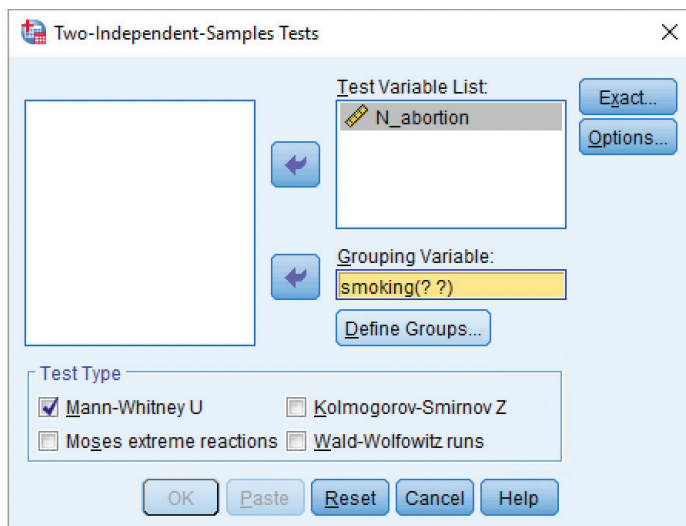 Two-Independent-Samples Tests
Test Variable List:
N_abortion
Exact...
Options...
Grouping Variable:
smoking(? ?)
Define Groups...
Test Type
Mann-Whitney U
Kolmogorov-Smirnov Z
Moses extreme reactions
Wald-Wolfowitz runs
OK
Paste
Reset
Cancel
Help